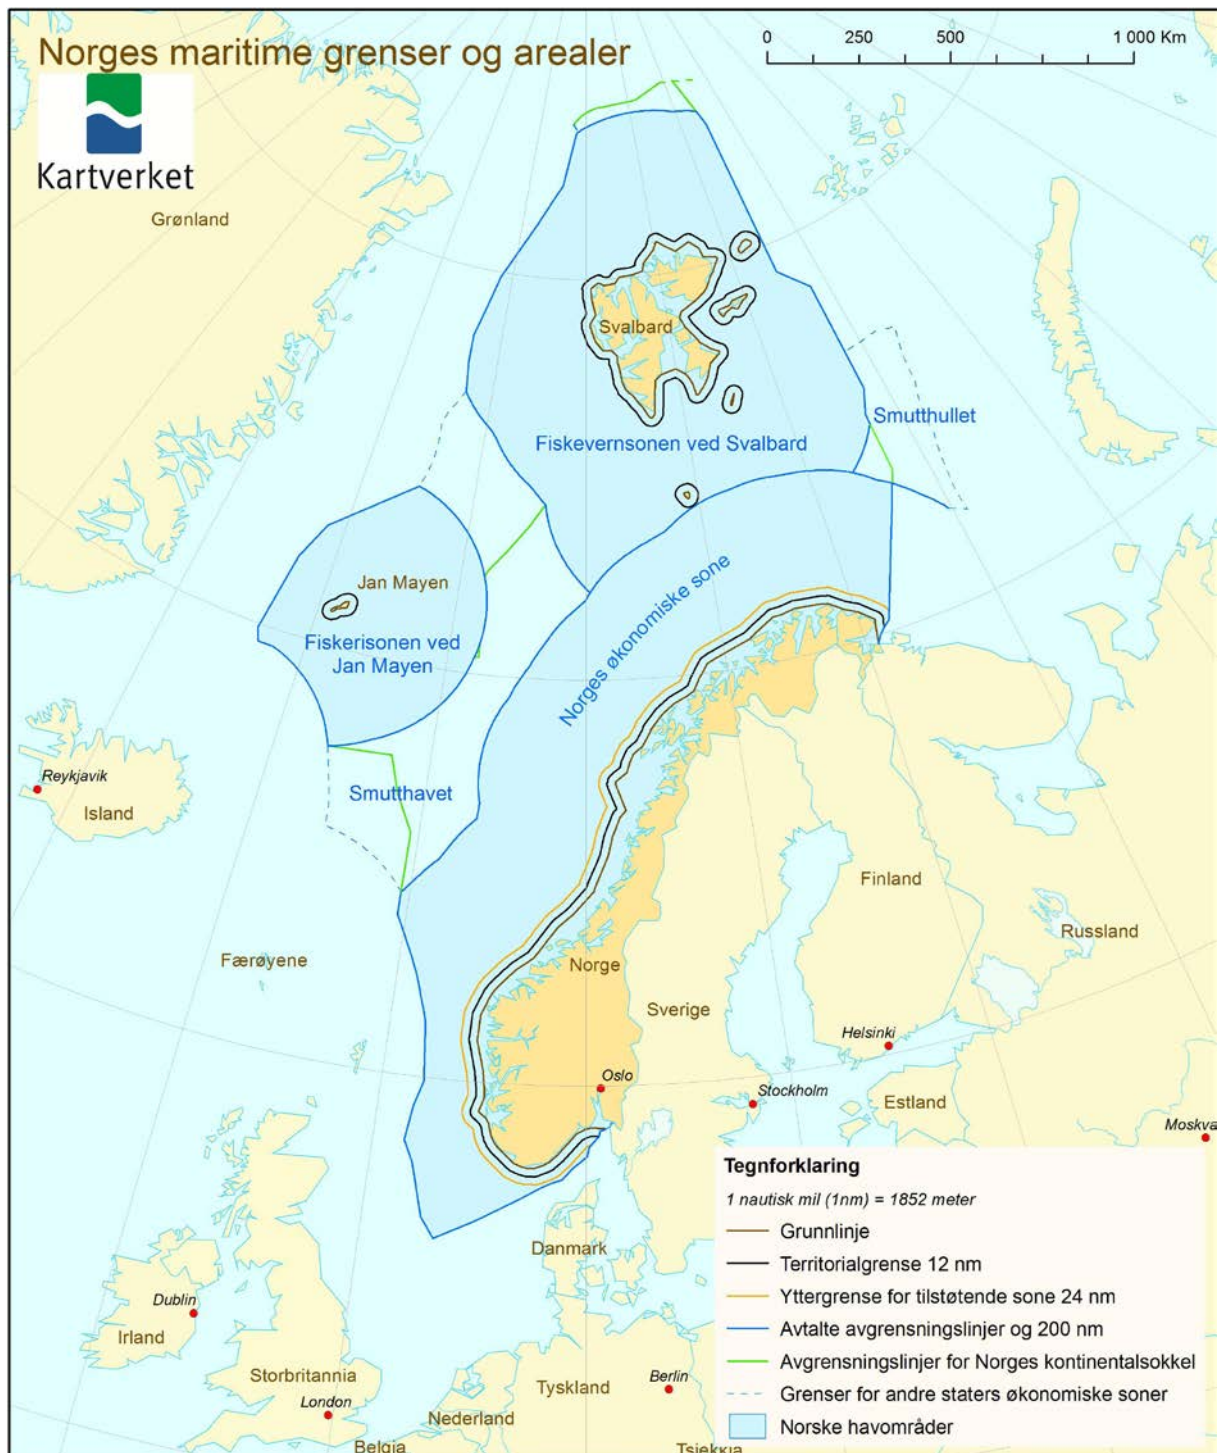 Norges maritime grenser og arealer
0 250 500 1 000 Km
Kartverket
Grønland
Svalbard
Smutthullet
Fiskevernsonen ved Svalbard
Jan Mayen
Fiskerisonen ved
Jan Mayen
Norges økonomiske sone
Reykjavik
Island
Smutthavet
Finland
Russland
Færøyene
Norge
Sverige
Helsinki
Oslo
Stockholm
Estland
Moskva
Danmark
Dublin
Irland
Storbritannia
London
Tyskland
Berlin
Nederland
Belgia
Tsjekkia
Tegnforklaring
1 nautisk mil (1nm) = 1852 meter
Grunnlinje
Territorialgrense 12 nm
Yttergrense for tilstøtende sone 24 nm
Avtalte avgrensningslinjer og 200 nm
Avgrensningslinjer for Norges kontinentalsokkel
Grenser for andre staters økonomiske soner
Norske havområder